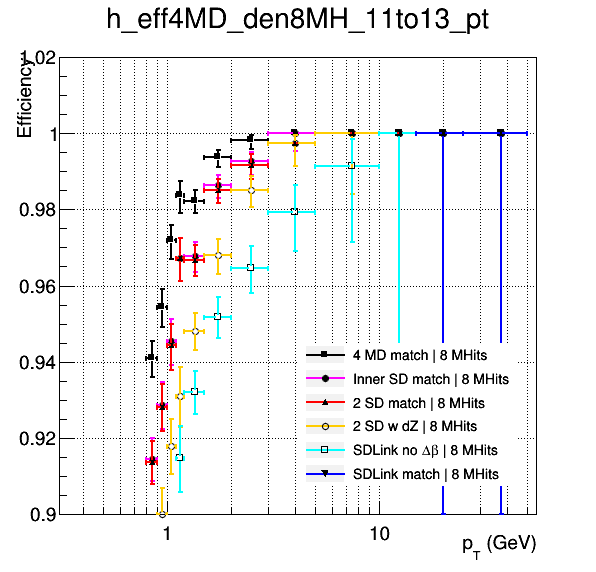 h_eff4MD_den8MH_11to13_pt
Efficiency
1.02
1
0.98
0.96
0.94
0.92
0.9
4 MD match | 8 MHits
Inner SD match | 8 MHits
2 SD match | 8 MHits
2 SD w dZ | 8 MHits
SDLink no Δβ | 8 MHits
SDLink match | 8 MHits
1
10
p_T (GeV)